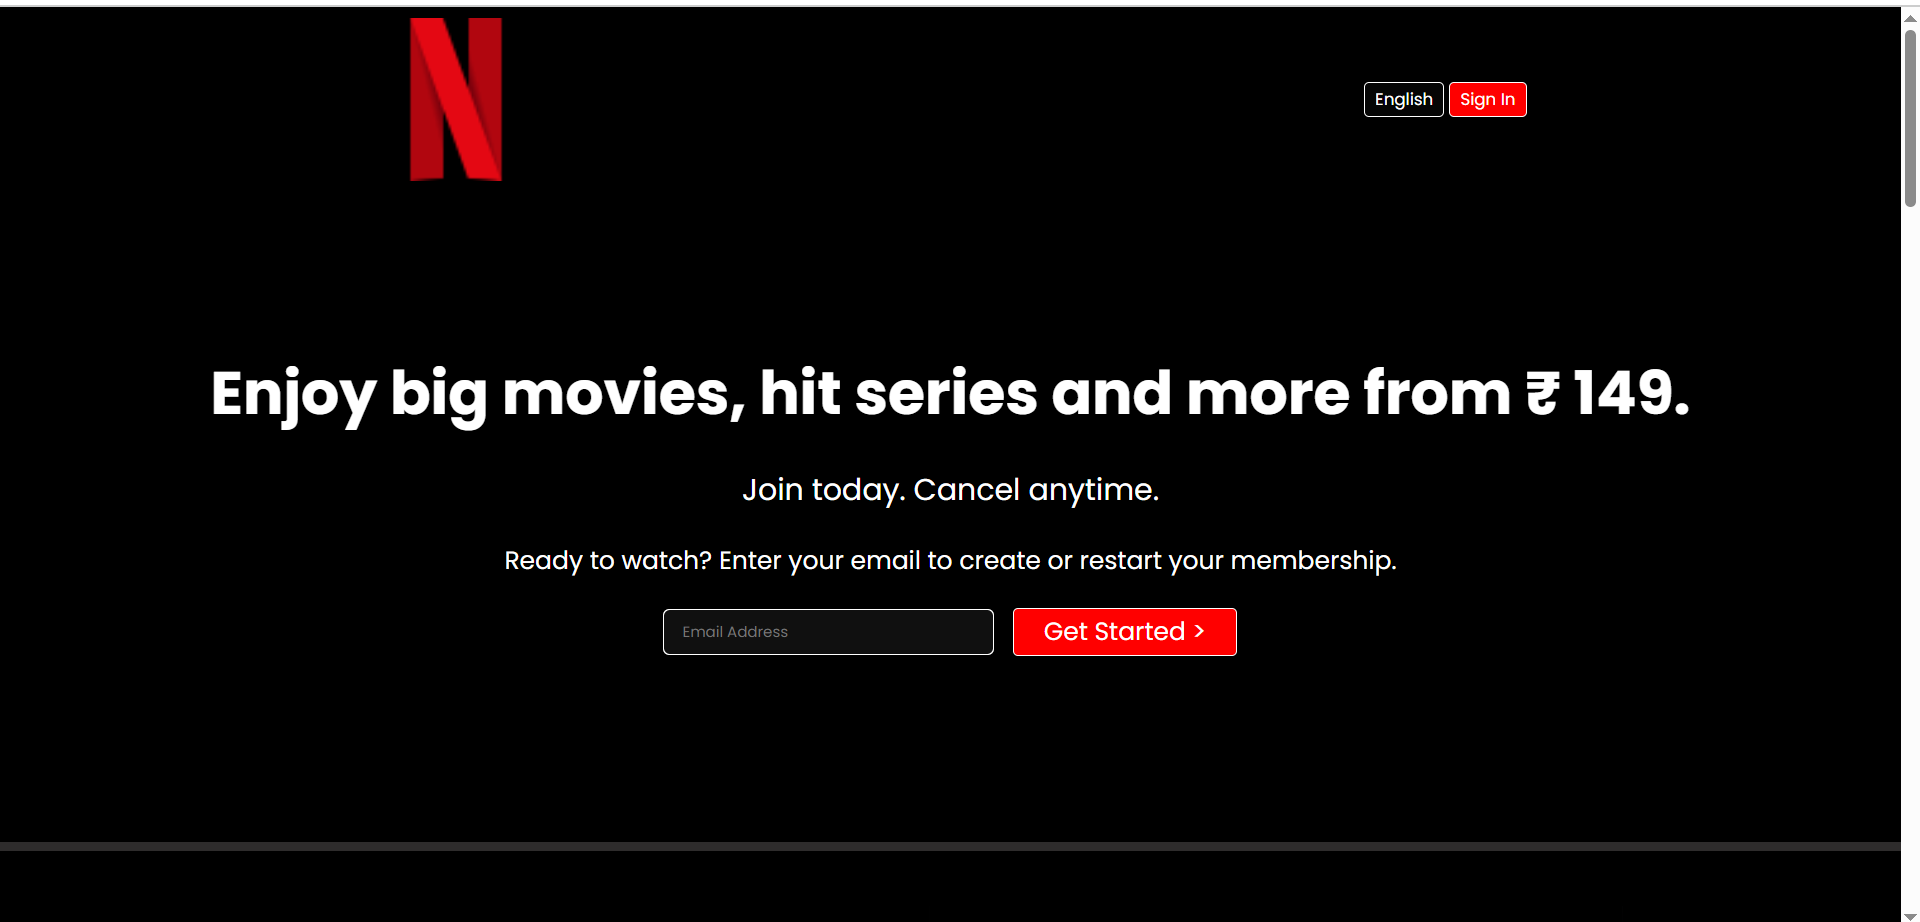 N
English
Sign In
Enjoy big movies, hit series and more from ₹ 149.
Join today. Cancel anytime.
Ready to watch? Enter your email to create or restart your membership.
Email Address
Get Started >